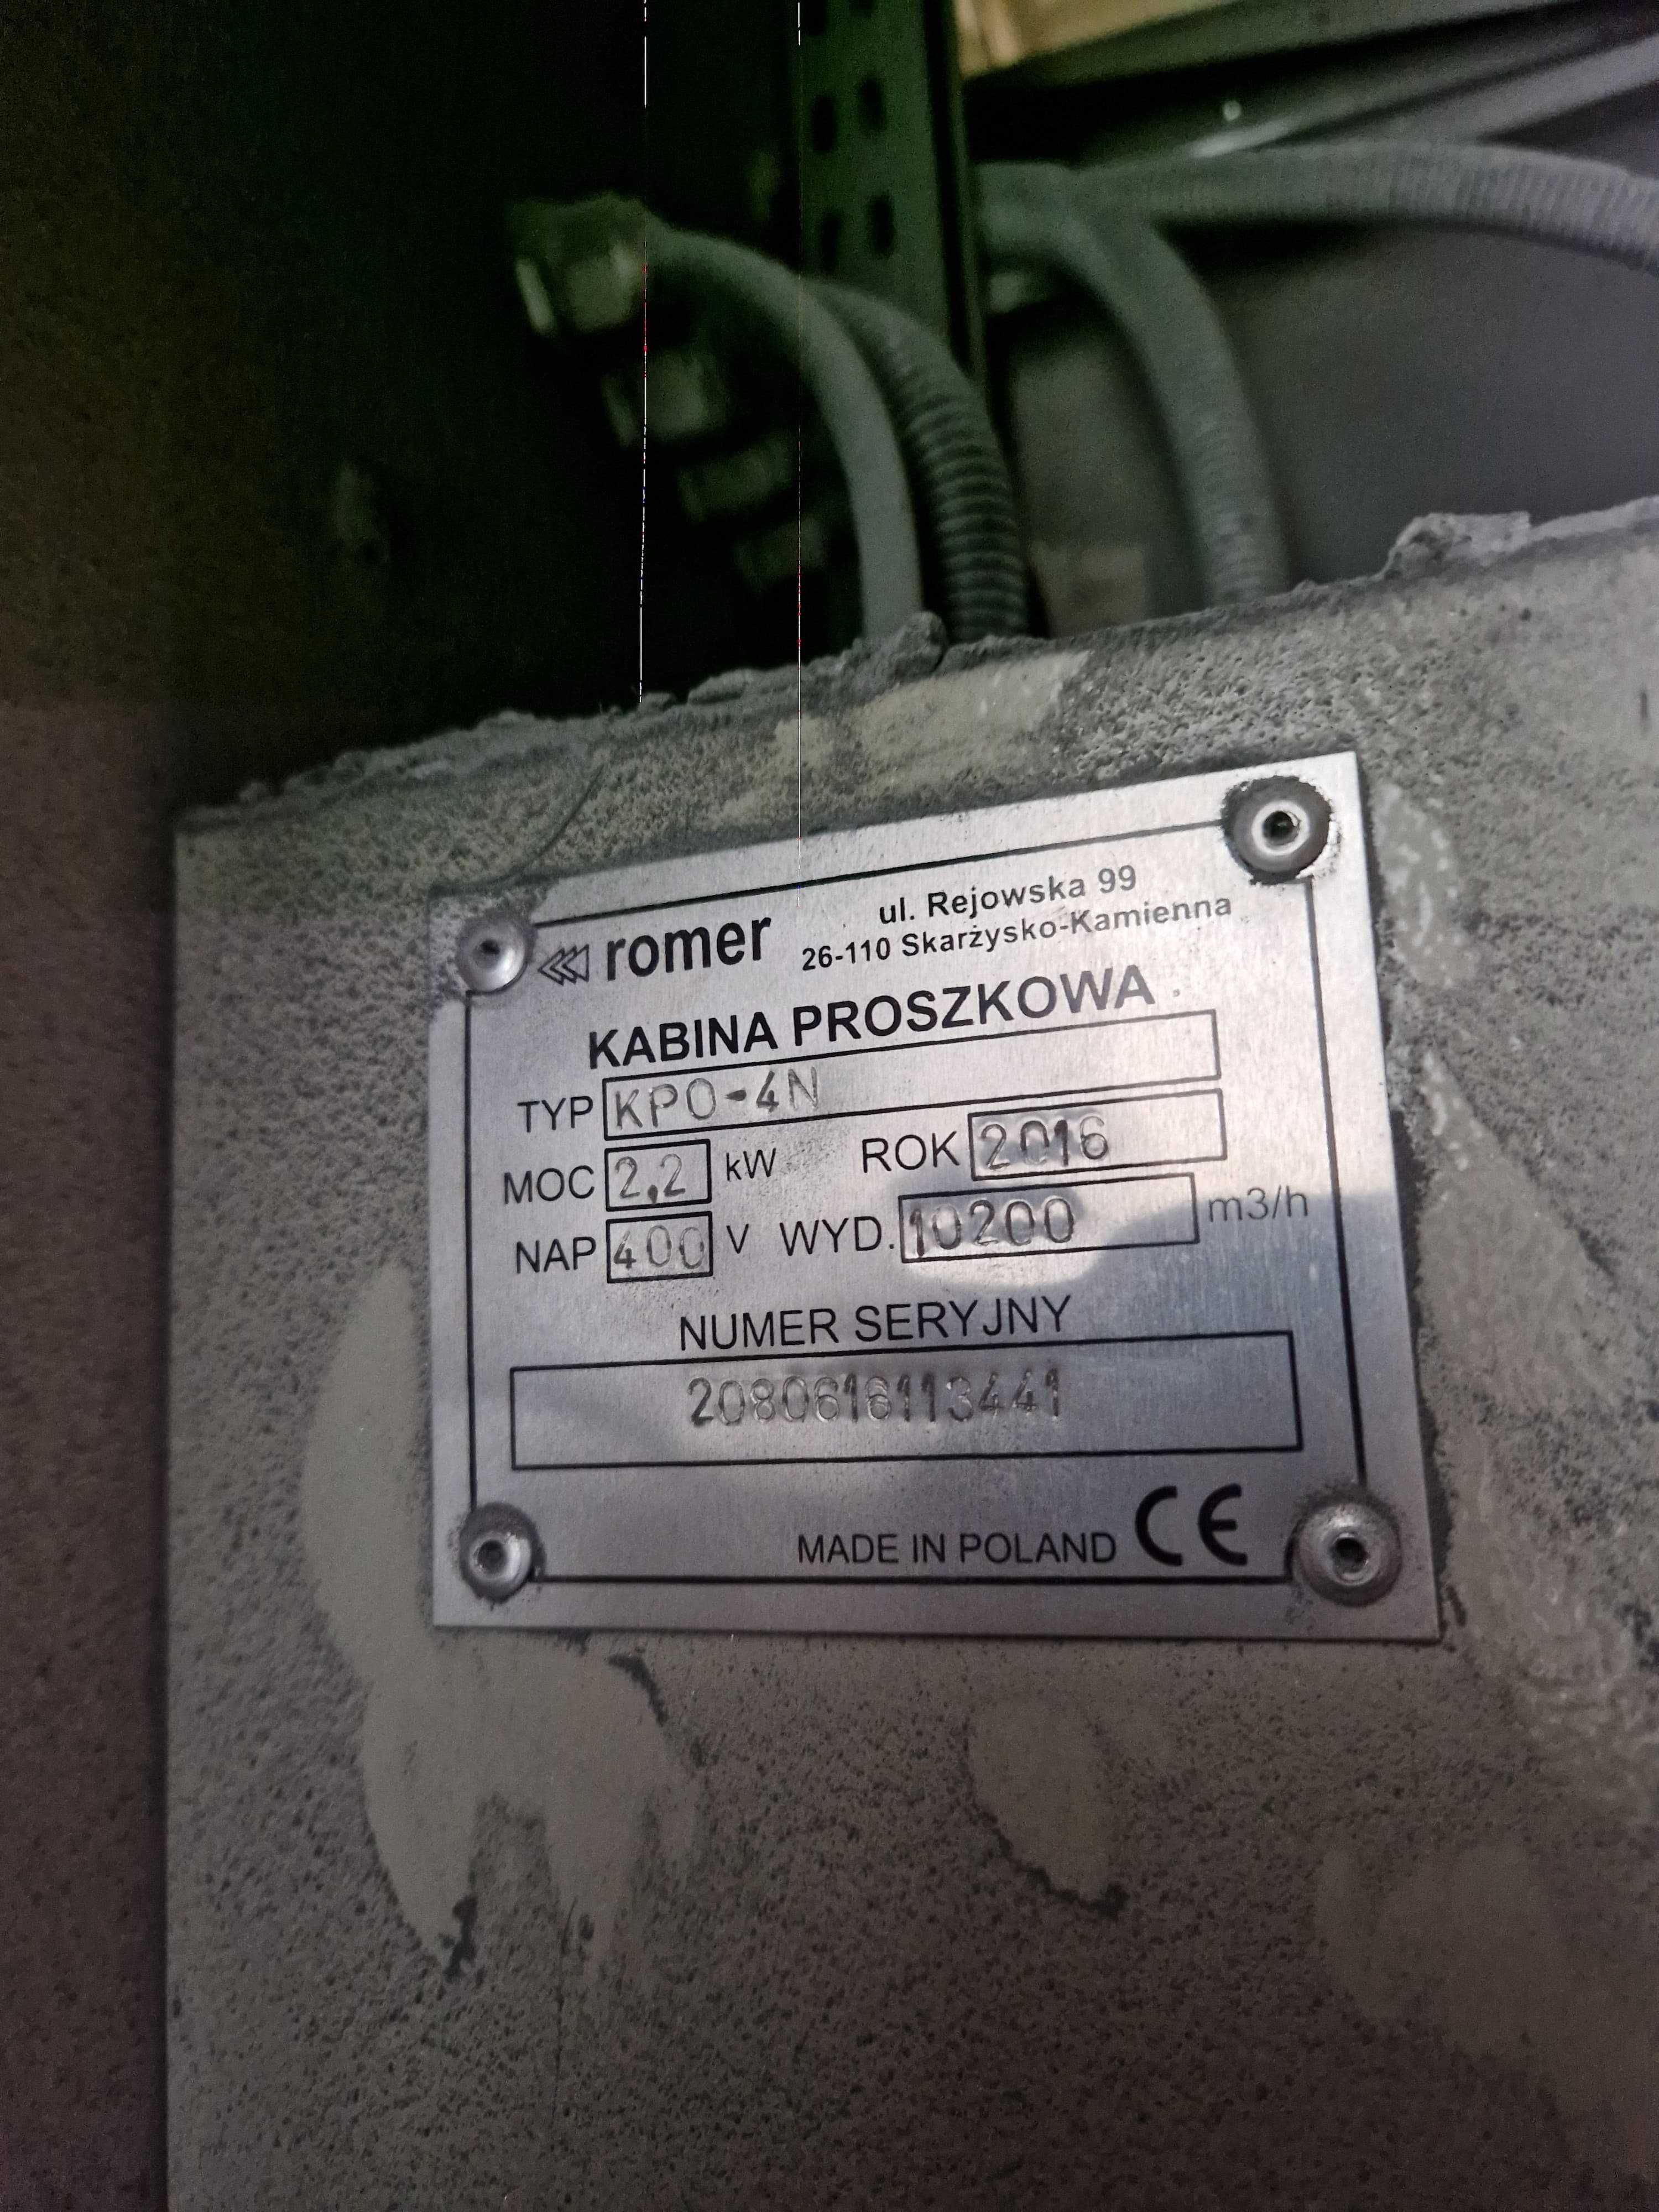 romer
ul. Rejowska 99
26-110 Skarżysko-Kamienna
KABINA PROSZKOWA
TYP KPO-4N
MOC 2,2 kW ROK 2016
NAP 400 V WYD. 10200 m3/h
NUMER SERYJNY
2080616113441
MADE IN POLAND CE